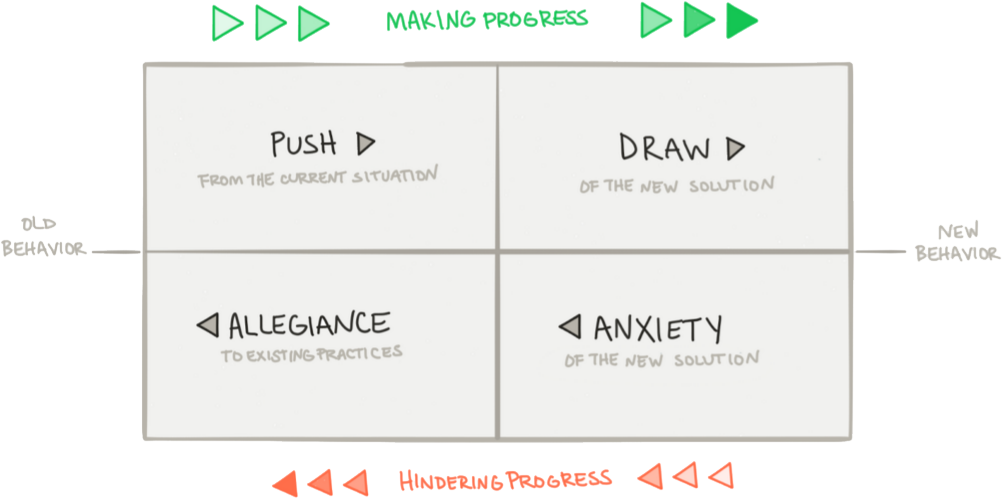 MAKING PROGRESS
PUSH
FROM THE CURRENT SITUATION
DRAW
OF THE NEW SOLUTION
OLD
BEHAVIOR
NEW
BEHAVIOR
ALLEGIANCE
TO EXISTING PRACTICES
ANXIETY
OF THE NEW SOLUTION
HINDERING PROGRESS